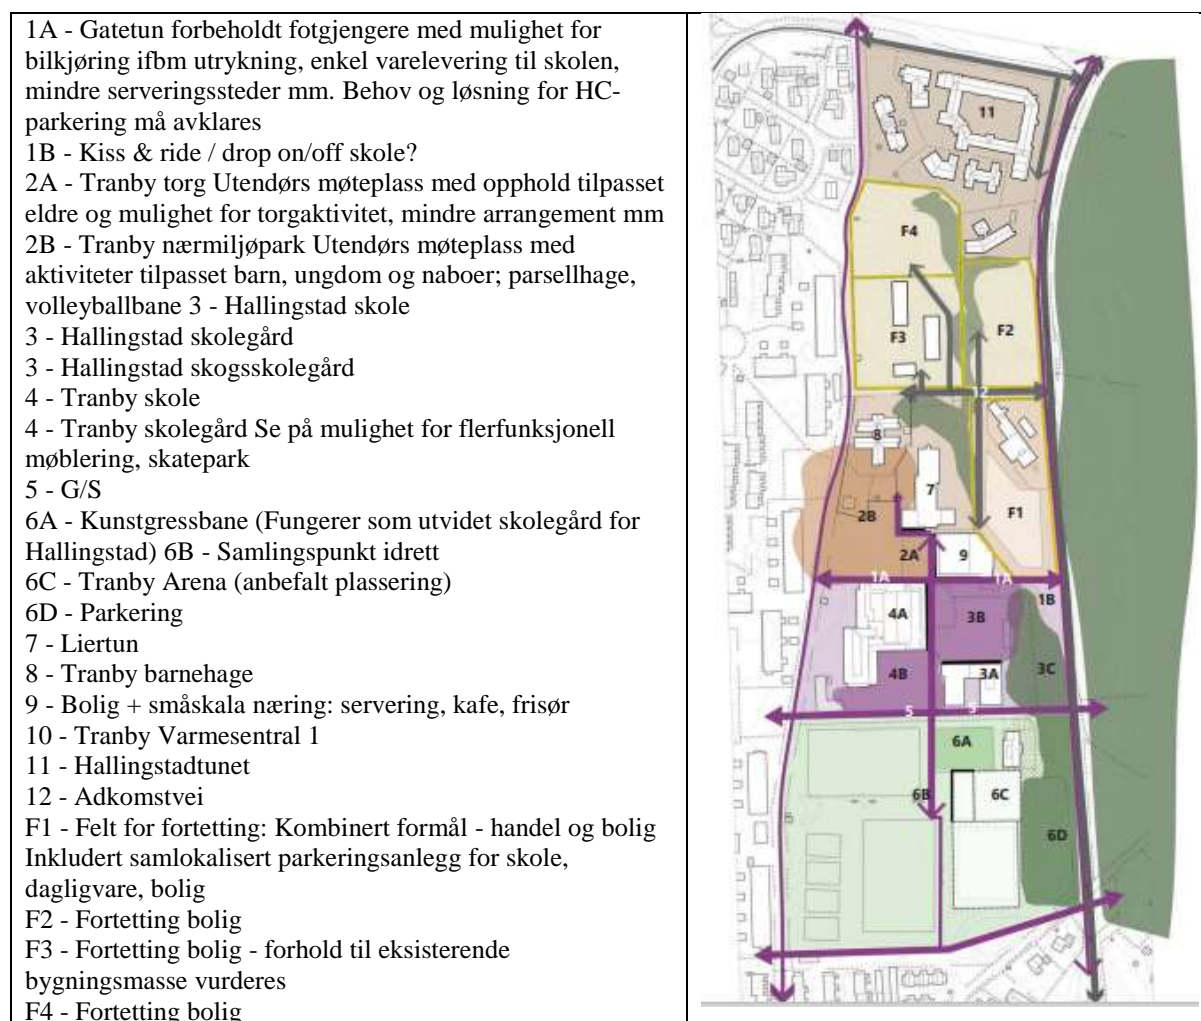 1A - Gatetun forbeholdt fotgjengere med mulighet for
bilkjøring ifbm utrykning, enkel varelevering til skolen,
mindre serveringssteder mm. Behov og løsning for HC-
parkering må avklares
1B - Kiss & ride / drop on/off skole?
2A - Tranby torg Utendørs møteplass med opphold tilpasset
eldre og mulighet for torgaktivitet, mindre arrangement mm
2B - Tranby nærmiljøpark Utendørs møteplass med
aktiviteter tilpasset barn, ungdom og naboer; parsellhage,
volleyballbane 3 - Hallingstad skole
3 - Hallingstad skolegård
3 - Hallingstad skogsskolegård
4 - Tranby skole
4 - Tranby skolegård Se på mulighet for flerfunksjonell
møblering, skatepark
5 - G/S
6A - Kunstgressbane (Fungerer som utvidet skolegård for
Hallingstad) 6B - Samlingspunkt idrett
6C - Tranby Arena (anbefalt plassering)
6D - Parkering
7 - Liertun
8 - Tranby barnehage
9 - Bolig + småskala næring: servering, kafe, frisør
10 - Tranby Varmesentral 1
11 - Hallingstadtunet
12 - Adkomstvei
F1 - Felt for fortetting: Kombinert formål - handel og bolig
Inkludert samlokalisert parkeringsanlegg for skole,
dagligvare, bolig
F2 - Fortetting bolig
F3 - Fortetting bolig - forhold til eksisterende
bygningsmasse vurderes
F4 - Fortetting bolig
11
F4
F3
F2
12
8
7
2B
F1
2A
9
1A
1A
1B
4A
3B
4B
3A
3C
5
5
6A
6B
6C
6D